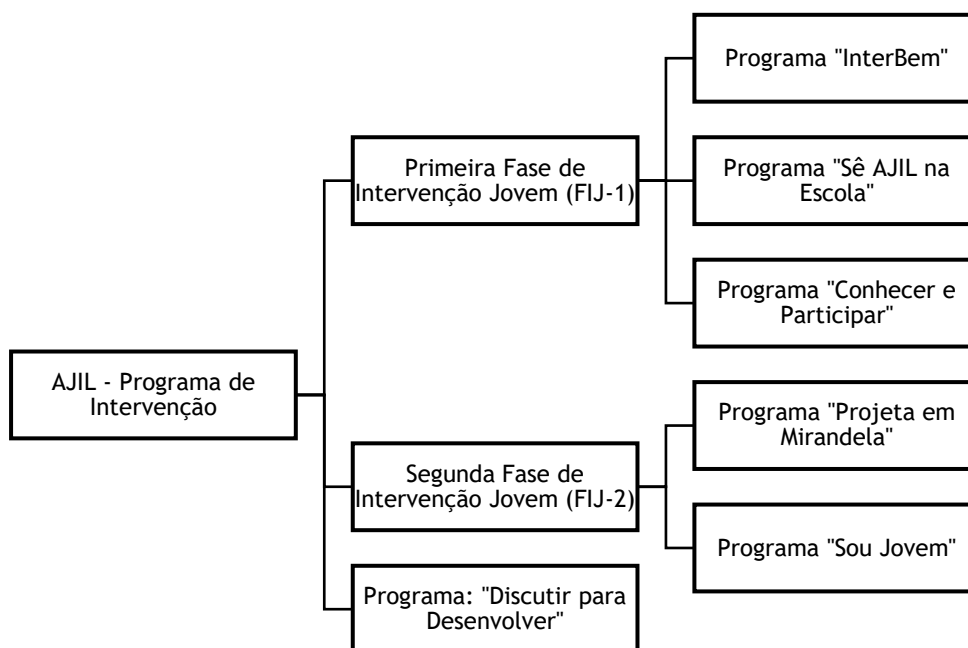 AJIL - Programa de
Intervenção
Primeira Fase de
Intervenção Jovem (FIJ-1)
Programa "InterBem"
Programa "Sê AJIL na
Escola"
Programa "Conhecer e
Participar"
Segunda Fase de
Intervenção Jovem (FIJ-2)
Programa "Projeta em
Mirandela"
Programa "Sou Jovem"
Programa: "Discutir para
Desenvolver"